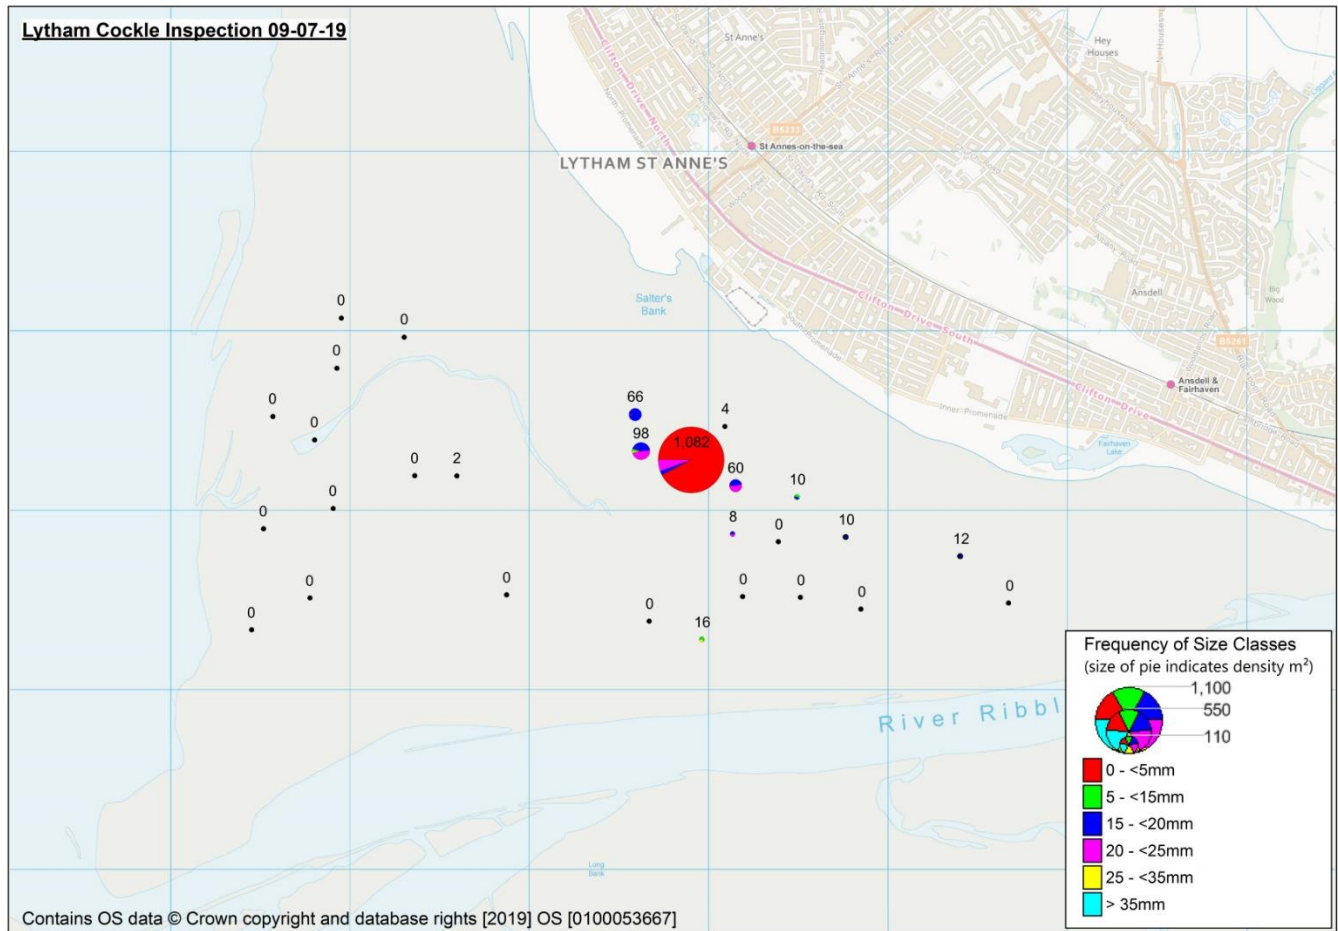 Lytham Cockle Inspection 09-07-19
St Anne's
Hey
Houses
Clifton Drive North
North Promenade
B5233
St Annes-on-the-sea
LYTHAM ST ANNE'S
Salter's
Bank
Clifton Drive South
South Promenade
Ansdell
Big
Wood
B5261
Ansdell &
Fairhaven
Clifton Drive
Inner Promenade
Fairhaven
Lake
0
0
0
0
0
66
4
98
1,082
0
2
60
10
0
0
8
0
10
12
0
0
0
0
0
0
0
0
16
River Ribbl
Long
Bank
Frequency of Size Classes
(size of pie indicates density m²)
1,100
550
110
0 - <5mm
5 - <15mm
15 - <20mm
20 - <25mm
25 - <35mm
> 35mm
Contains OS data © Crown copyright and database rights [2019] OS [0100053667]